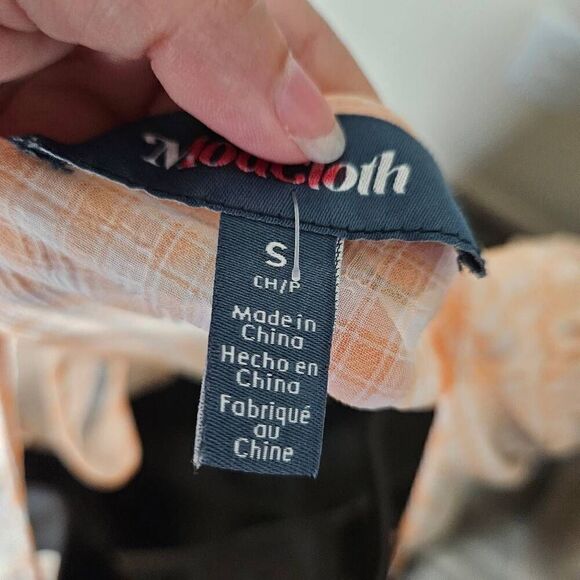 ModCloth
S
CH/P
Made in
China
Hecho en
China
Fabriqué
au
Chine